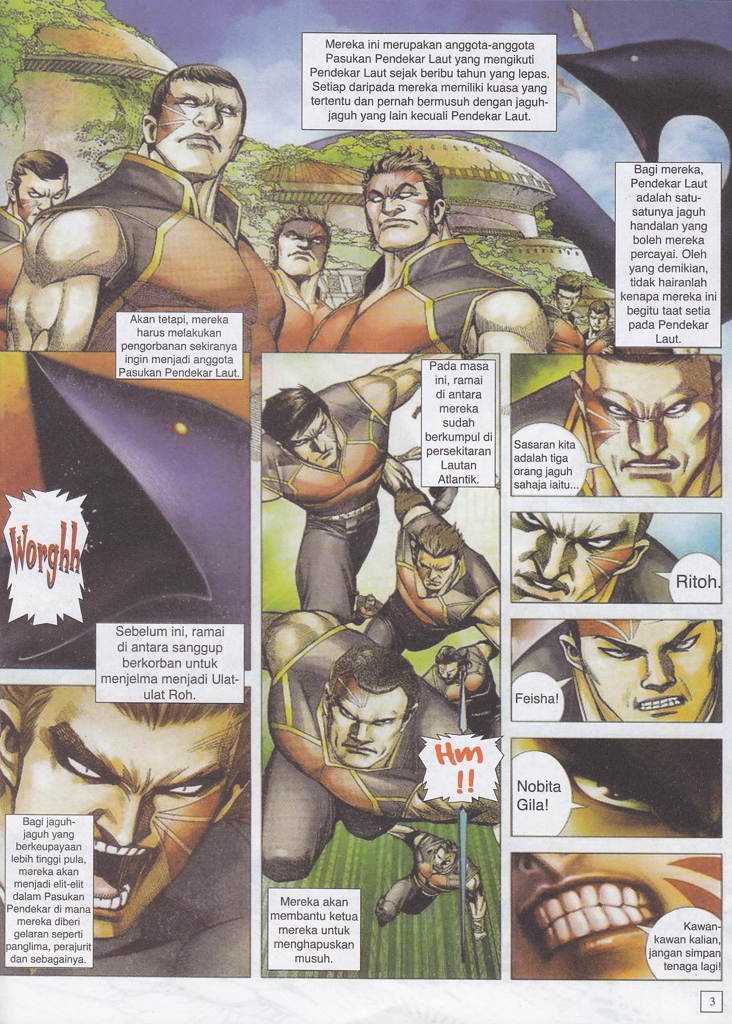 Mereka ini merupakan anggota-anggota
Pasukan Pendekar Laut yang mengikuti
Pendekar Laut sejak beribu tahun yang lepas.
Setiap daripada mereka memiliki kuasa yang
tertentu dan pernah bermusuh dengan jaguh-
jaguh yang lain kecuali Pendekar Laut.
Bagi mereka,
Pendekar Laut
adalah satu-
satunya jaguh
handalan yang
boleh mereka
percayai. Oleh
yang demikian,
tidak hairanlah
kenapa mereka ini
begitu taat setia
pada Pendekar
Laut.
Akan tetapi, mereka
harus melakukan
pengorbanan sekiranya
ingin menjadi anggota
Pasukan Pendekar Laut.
Worghh
Sebelum ini, ramai
di antara sanggup
berkorban untuk
menjelma menjadi Ulat-
ulat Roh.
Bagi jaguh-
jaguh yang
berkeupayaan
lebih tinggi pula,
mereka akan
menjadi elit-elit
dalam Pasukan
Pendekar di mana
mereka diberi
gelaran seperti
panglima, perajurit
dan sebagainya.
Pada masa
ini, ramai
di antara
mereka
sudah
berkumpul di
persekitaran
Lautan
Atlantik.
Hm
!!
Mereka akan
membantu ketua
mereka untuk
menghapuskan
musuh.
Sasaran kita
adalah tiga
orang jaguh
sahaja iaitu...
Ritoh.
Feisha!
Nobita
Gila!
Kawan-
kawan kalian,
jangan simpan
tenaga lagi!
3